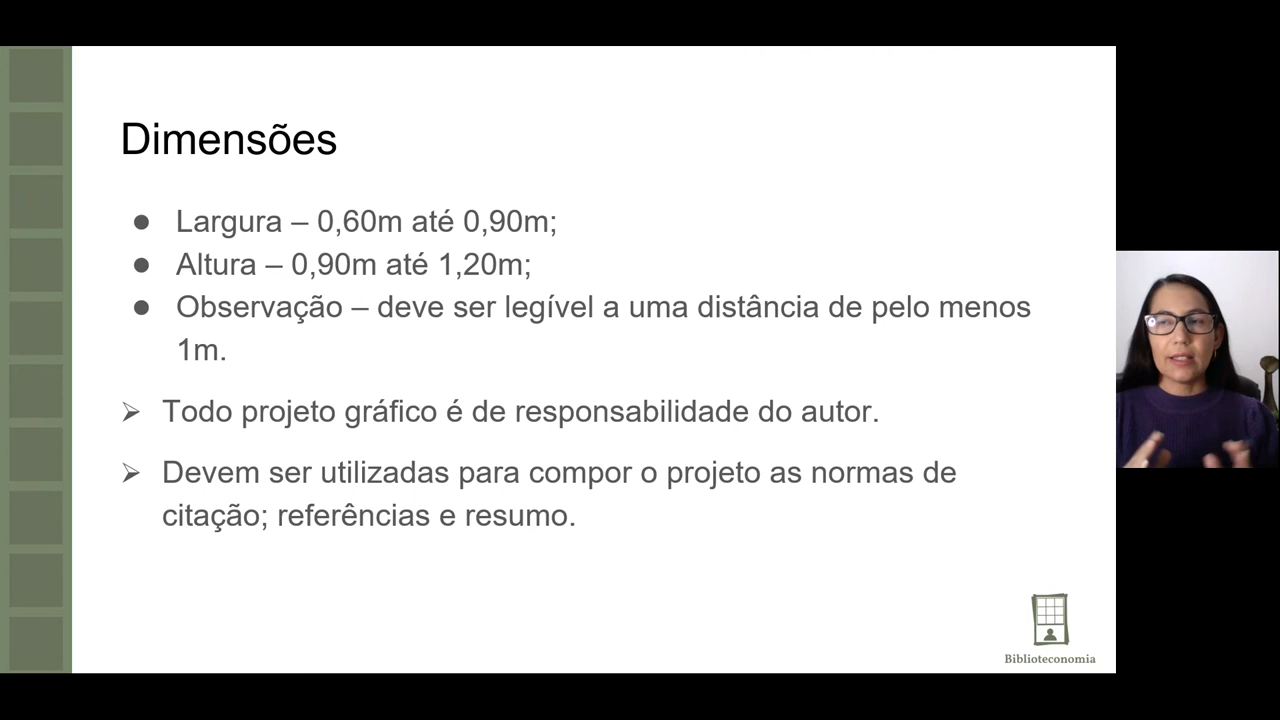 Dimensões
● Largura – 0,60m até 0,90m;
● Altura – 0,90m até 1,20m;
● Observação – deve ser legível a uma distância de pelo menos
1m.
➢ Todo projeto gráfico é de responsabilidade do autor.
➢ Devem ser utilizadas para compor o projeto as normas de
citação; referências e resumo.
Biblioteconomia